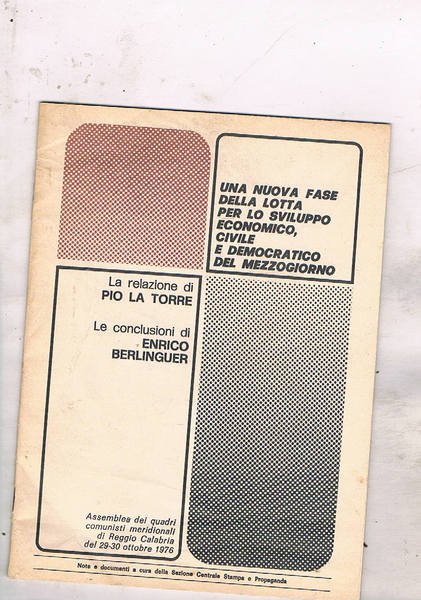 UNA NUOVA FASE
DELLA LOTTA
PER LO SVILUPPO
ECONOMICO,
CIVILE
E DEMOCRATICO
DEL MEZZOGIORNO
La relazione di
PIO LA TORRE
Le conclusioni di
ENRICO
BERLINGUER
Assemblea dei quadri
comunisti meridionali
di Reggio Calabria
del 29-30 ottobre 1976
Note e documenti a cura della Sezione Centrale Stampa e Propaganda